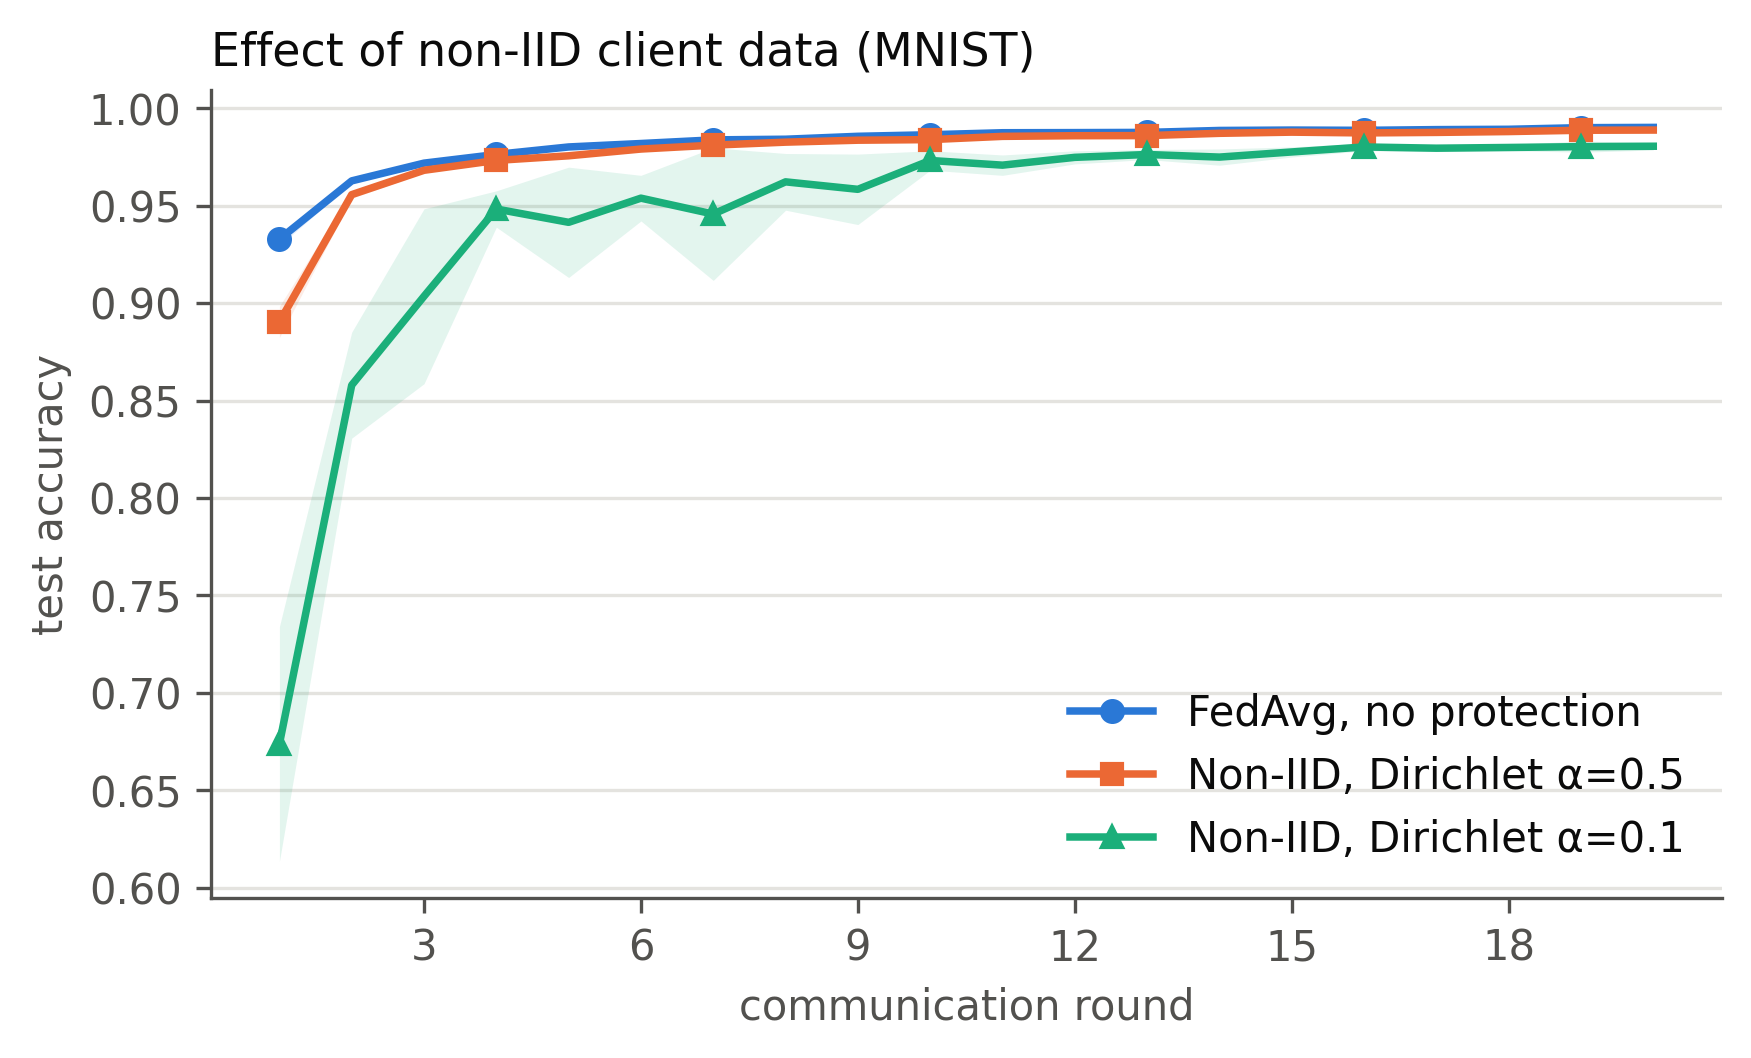 Effect of non-IID client data (MNIST)
1.00
0.95
0.90
0.85
0.80
0.75
0.70
0.65
0.60
test accuracy
FedAvg, no protection
Non-IID, Dirichlet α=0.5
Non-IID, Dirichlet α=0.1
3 6 9 12 15 18
communication round